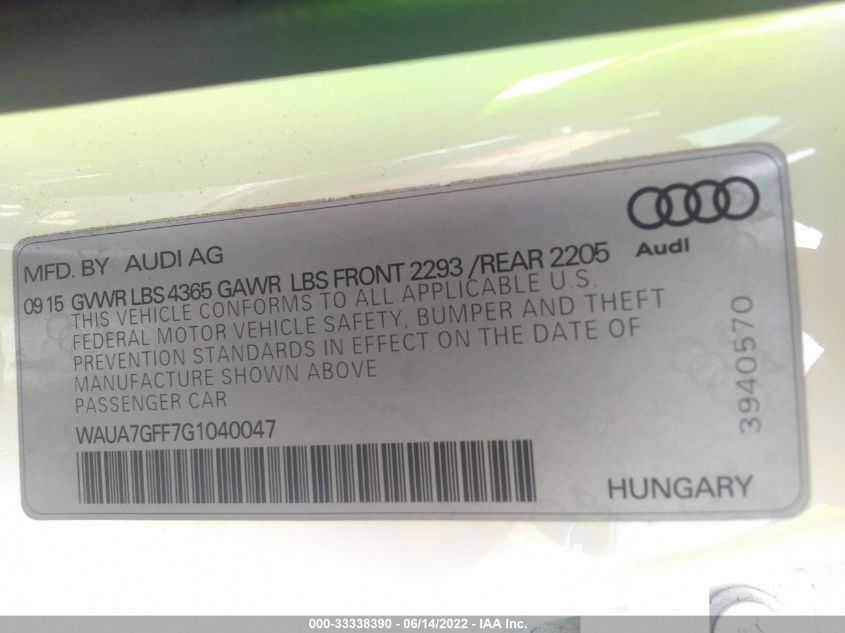 MFD. BY AUDI AG
Audi
09 15 GVWR LBS 4365 GAWR LBS FRONT 2293 /REAR 2205
THIS VEHICLE CONFORMS TO ALL APPLICABLE U.S.
FEDERAL MOTOR VEHICLE SAFETY, BUMPER AND THEFT
PREVENTION STANDARDS IN EFFECT ON THE DATE OF
MANUFACTURE SHOWN ABOVE
PASSENGER CAR
WAUA7GFF7G1040047
3940570
HUNGARY
000-33338390 - 06/14/2022 - IAA Inc.